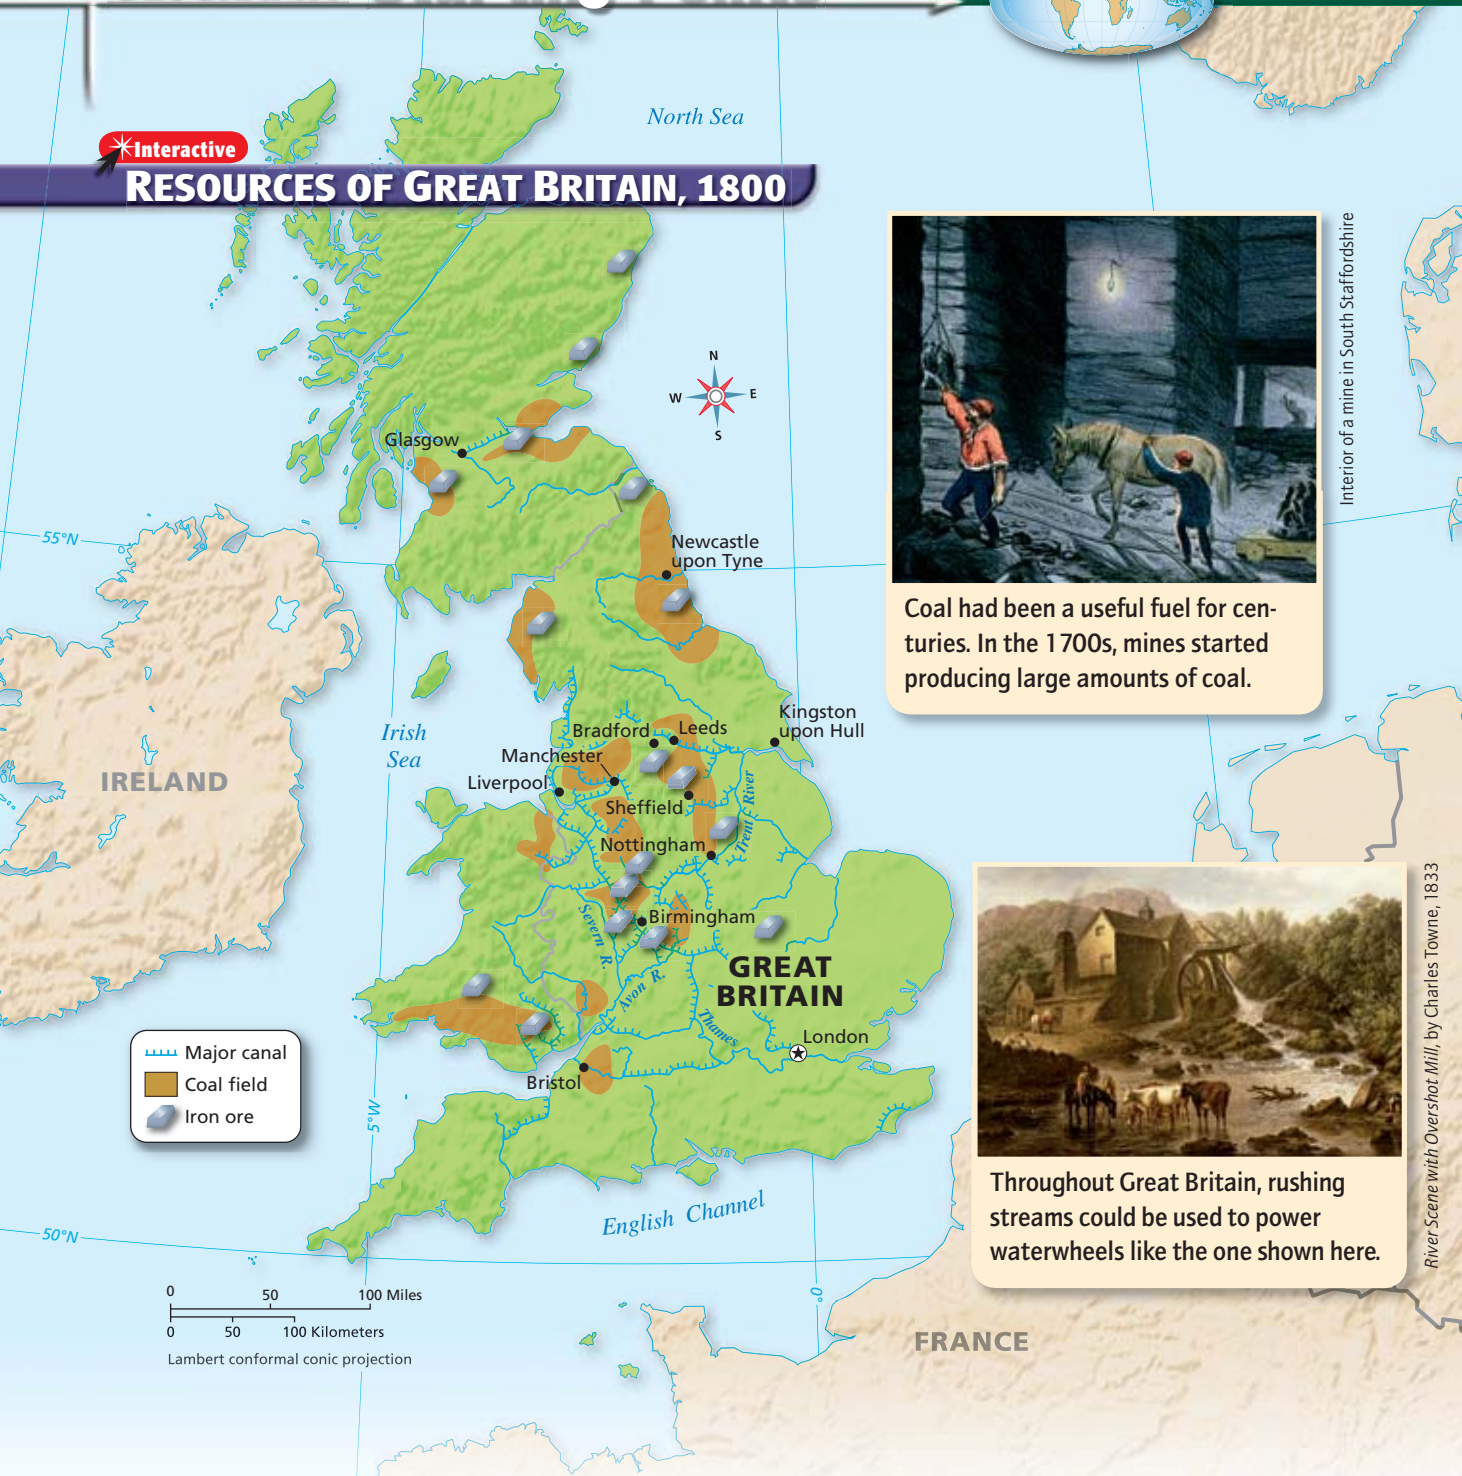 Interactive
RESOURCES OF GREAT BRITAIN, 1800
North Sea
N
W
E
S
Glasgow
55°N
Newcastle
upon Tyne
Irish
Sea
IRELAND
Kingston
upon Hull
Bradford
Leeds
Manchester
Liverpool
Sheffield
Trent River
Nottingham
Severn R.
Birmingham
GREAT
BRITAIN
Avon R.
Thames
London
Bristol
Major canal
Coal field
Iron ore
5°W
English Channel
50°N
0°
FRANCE
0 50 100 Miles
0 50 100 Kilometers
Lambert conformal conic projection
Interior of a mine in South Staffordshire
Coal had been a useful fuel for cen-
turies. In the 1700s, mines started
producing large amounts of coal.
River Scene with Overshot Mill, by Charles Towne, 1833
Throughout Great Britain, rushing
streams could be used to power
waterwheels like the one shown here.